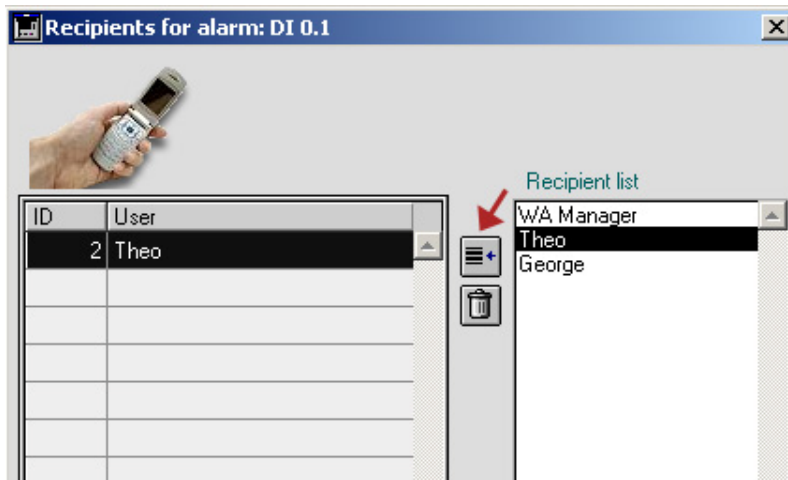 Recipients for alarm: DI 0.1
Recipient list
ID User
2 Theo
WA Manager
Theo
George